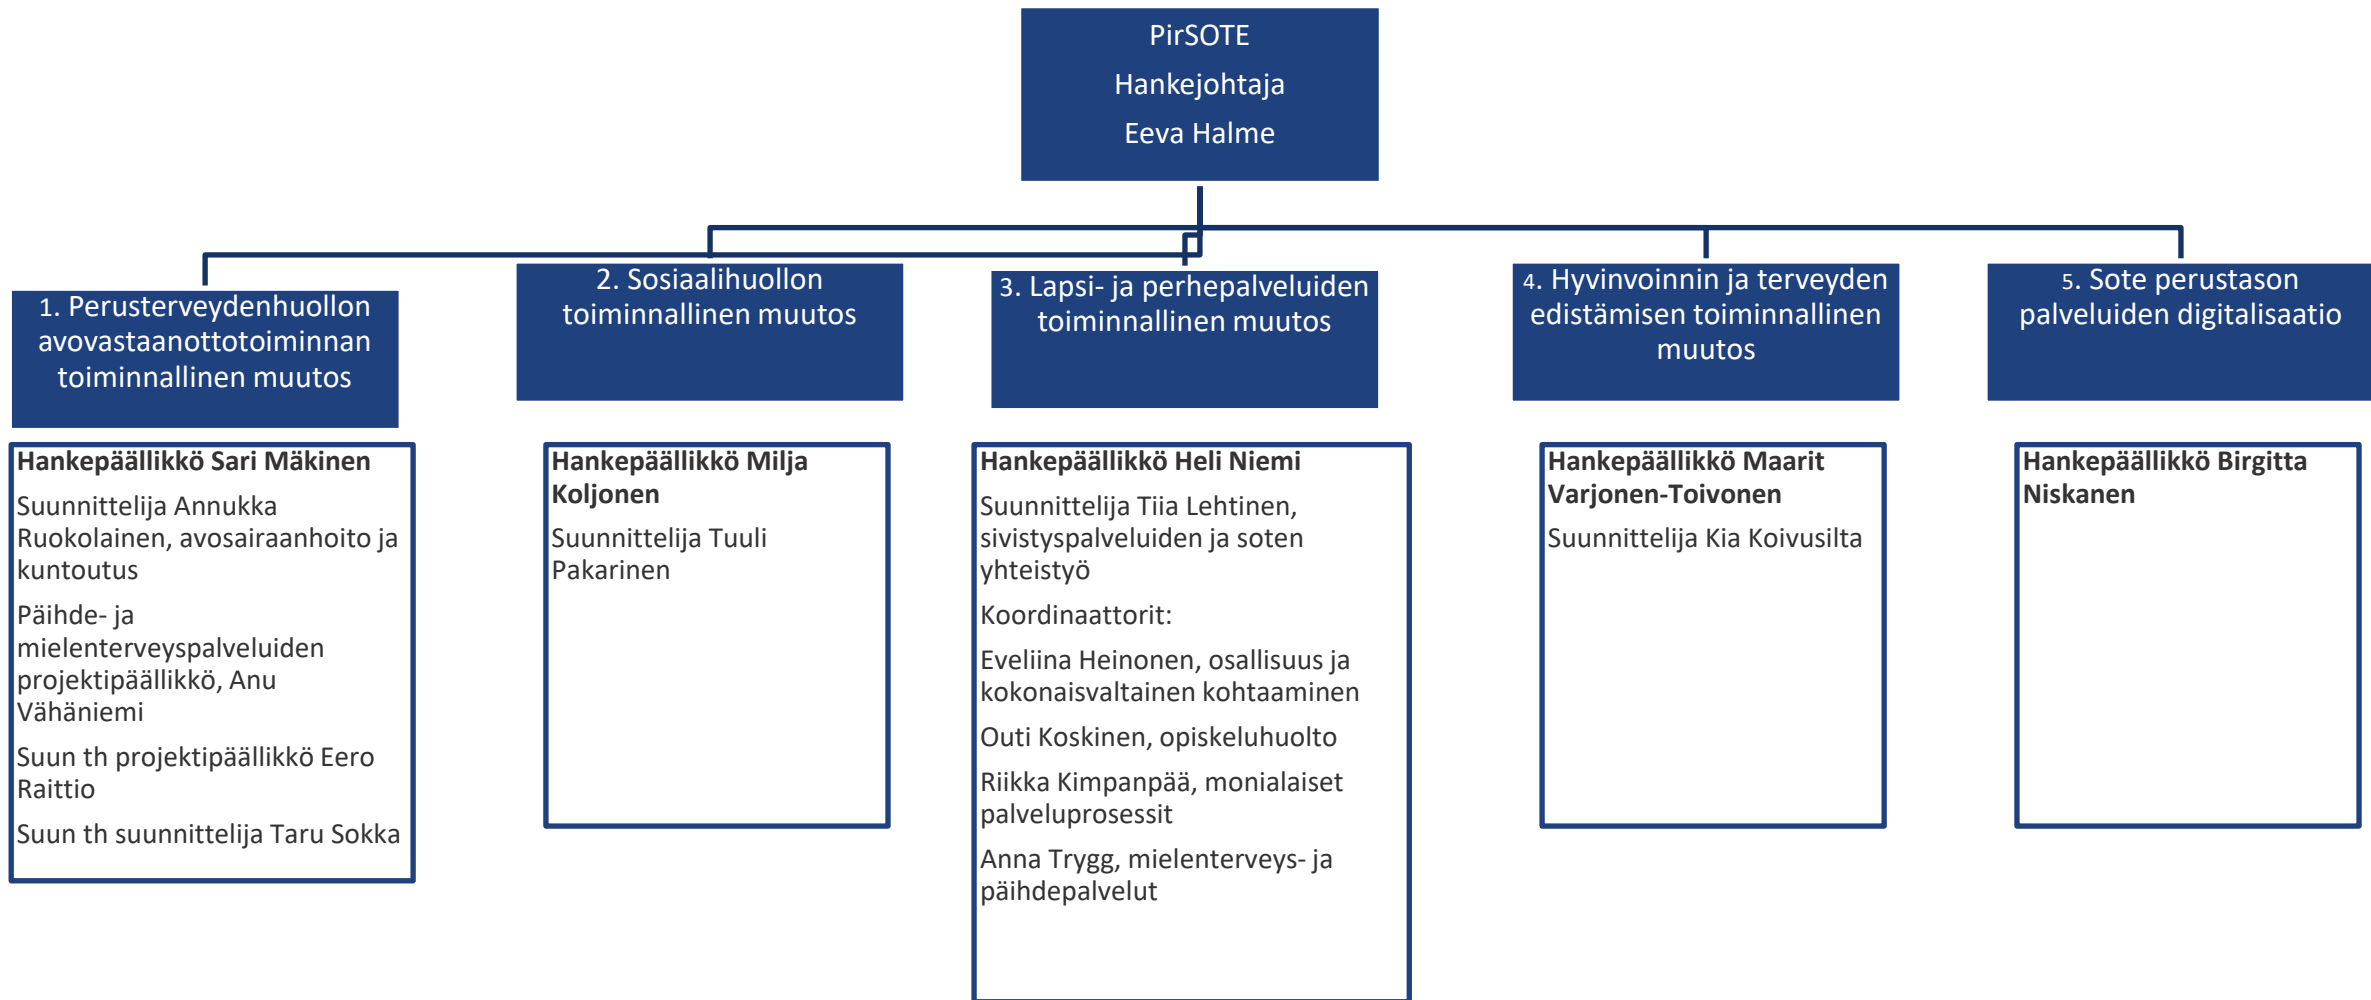 PirSOTE
Hankejohtaja
Eeva Halme
1. Perusterveydenhuollon
avovastaanottotoiminnan
toiminnallinen muutos
2. Sosiaalihuollon
toiminnallinen muutos
3. Lapsi- ja perhepalveluiden
toiminnallinen muutos
4. Hyvinvoinnin ja terveyden
edistämisen toiminnallinen
muutos
5. Sote perustason
palveluiden digitalisaatio
Hankepäällikkö Sari Mäkinen
Suunnittelija Annukka
Ruokolainen, avosairaanhoito ja
kuntoutus
Päihde- ja
mielenterveyspalveluiden
projektipäällikkö, Anu
Vähäniemi
Suun th projektipäällikkö Eero
Raittio
Suun th suunnittelija Taru Sokka
Hankepäällikkö Milja
Koljonen
Suunnittelija Tuuli
Pakarinen
Hankepäällikkö Heli Niemi
Suunnittelija Tiia Lehtinen,
sivistyspalveluiden ja soten
yhteistyö
Koordinaattorit:
Eveliina Heinonen, osallisuus ja
kokonaisvaltainen kohtaaminen
Outi Koskinen, opiskeluhuolto
Riikka Kimpanpää, monialaiset
palveluprosessit
Anna Trygg, mielenterveys- ja
päihdepalvelut
Hankepäällikkö Maarit
Varjonen-Toivonen
Suunnittelija Kia Koivusilta
Hankepäällikkö Birgitta
Niskanen